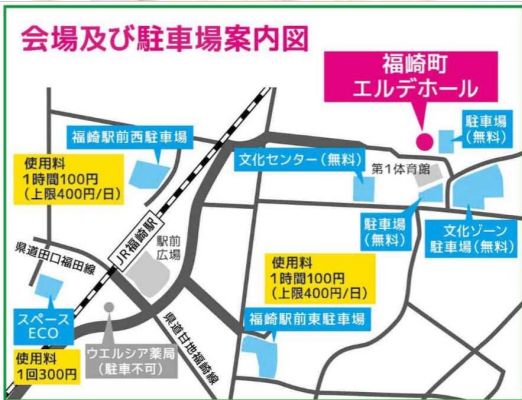 会場及び駐車場案内図
福崎町
エルデホール
駐車場
(無料)
福崎駅前西駐車場
使用料
1時間100円
(上限400円/日)
文化センター(無料)
第1体育館
駐車場
(無料)
文化ゾーン
駐車場(無料)
JR福崎駅
駅前
広場
県道田口福田線
使用料
1時間100円
(上限400円/日)
スペース
ECO
使用料
1回300円
ウエルシア薬局
(駐車不可)
県道甘地福崎線
福崎駅前東駐車場